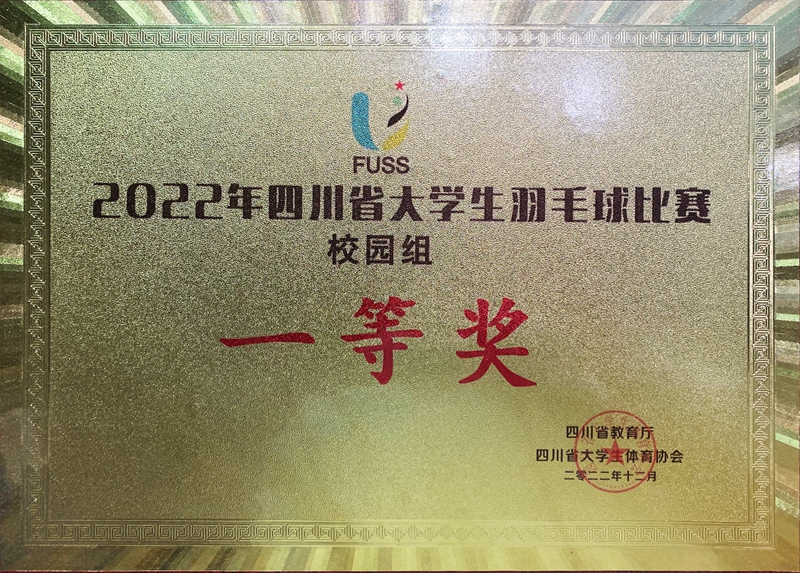 FUSS
2022年四川省大学生羽毛球比赛
校园组
一等奖
四川省教育厅
四川省大学生体育协会
二零二二年十二月